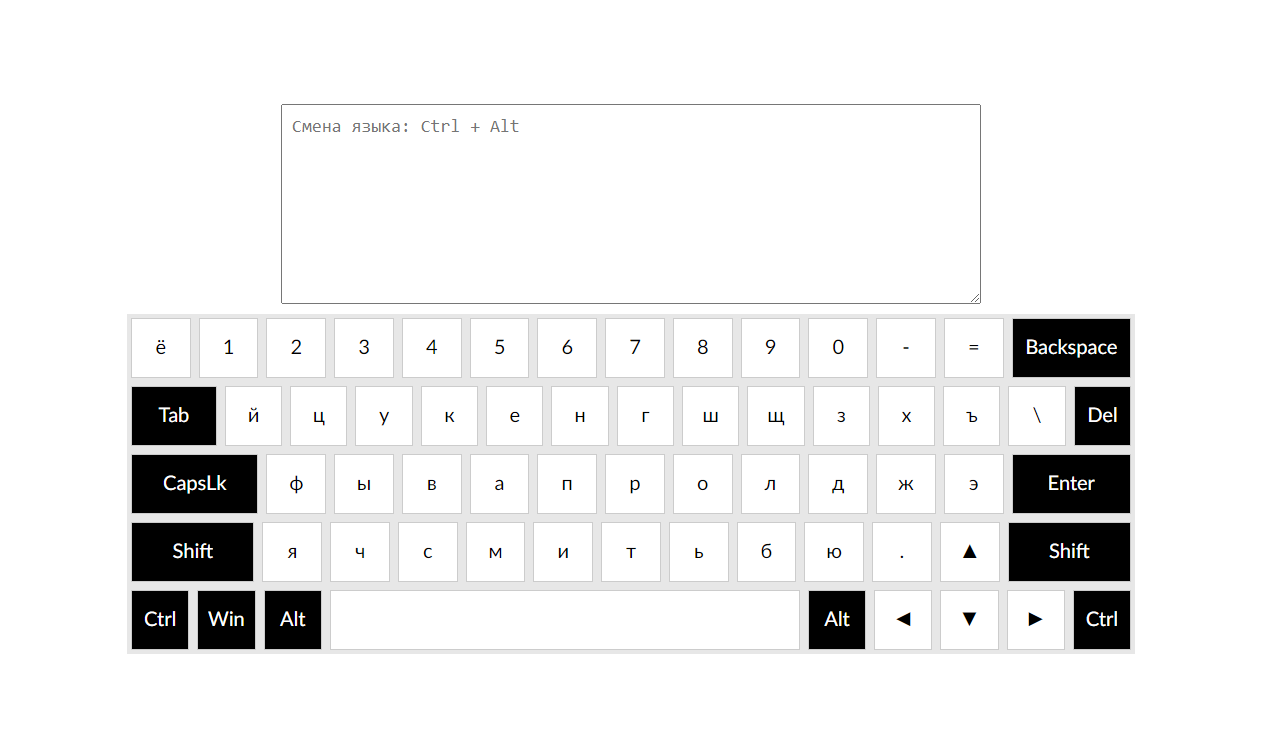 Смена языка: Ctrl + Alt
ё 1 2 3 4 5 6 7 8 9 0 - = Backspace
Tab й ц у к е н г ш щ з х ъ \ Del
CapsLk ф ы в а п р о л д ж э Enter
Shift я ч с м и т ь б ю . ▲ Shift
Ctrl Win Alt Alt ◄ ▼ ► Ctrl